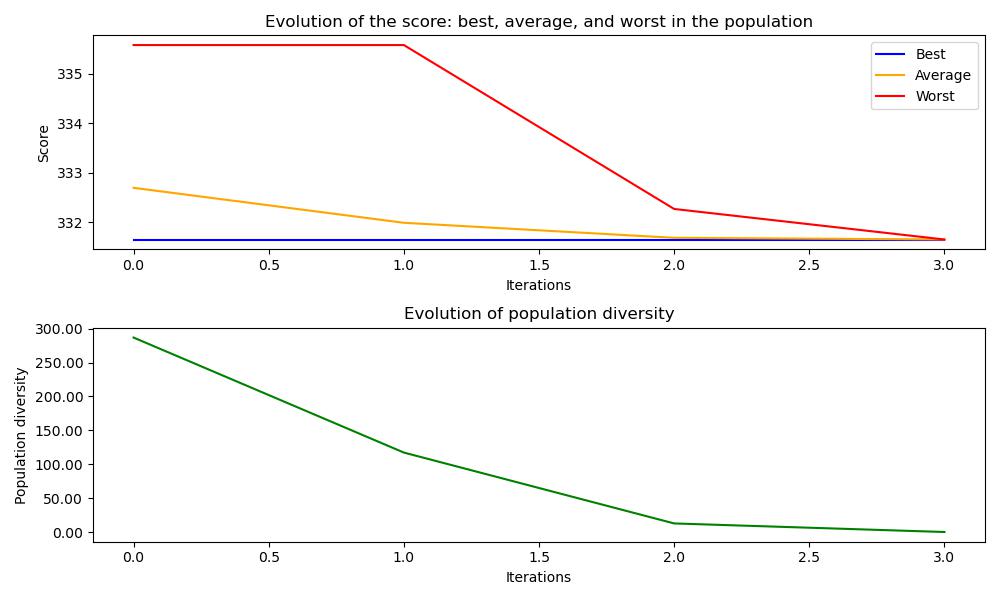 Evolution of the score: best, average, and worst in the population
Score
335
334
333
332
Best
Average
Worst
0.0 0.5 1.0 1.5 2.0 2.5 3.0
Iterations
Evolution of population diversity
Population diversity
300.00
250.00
200.00
150.00
100.00
50.00
0.00
0.0 0.5 1.0 1.5 2.0 2.5 3.0
Iterations